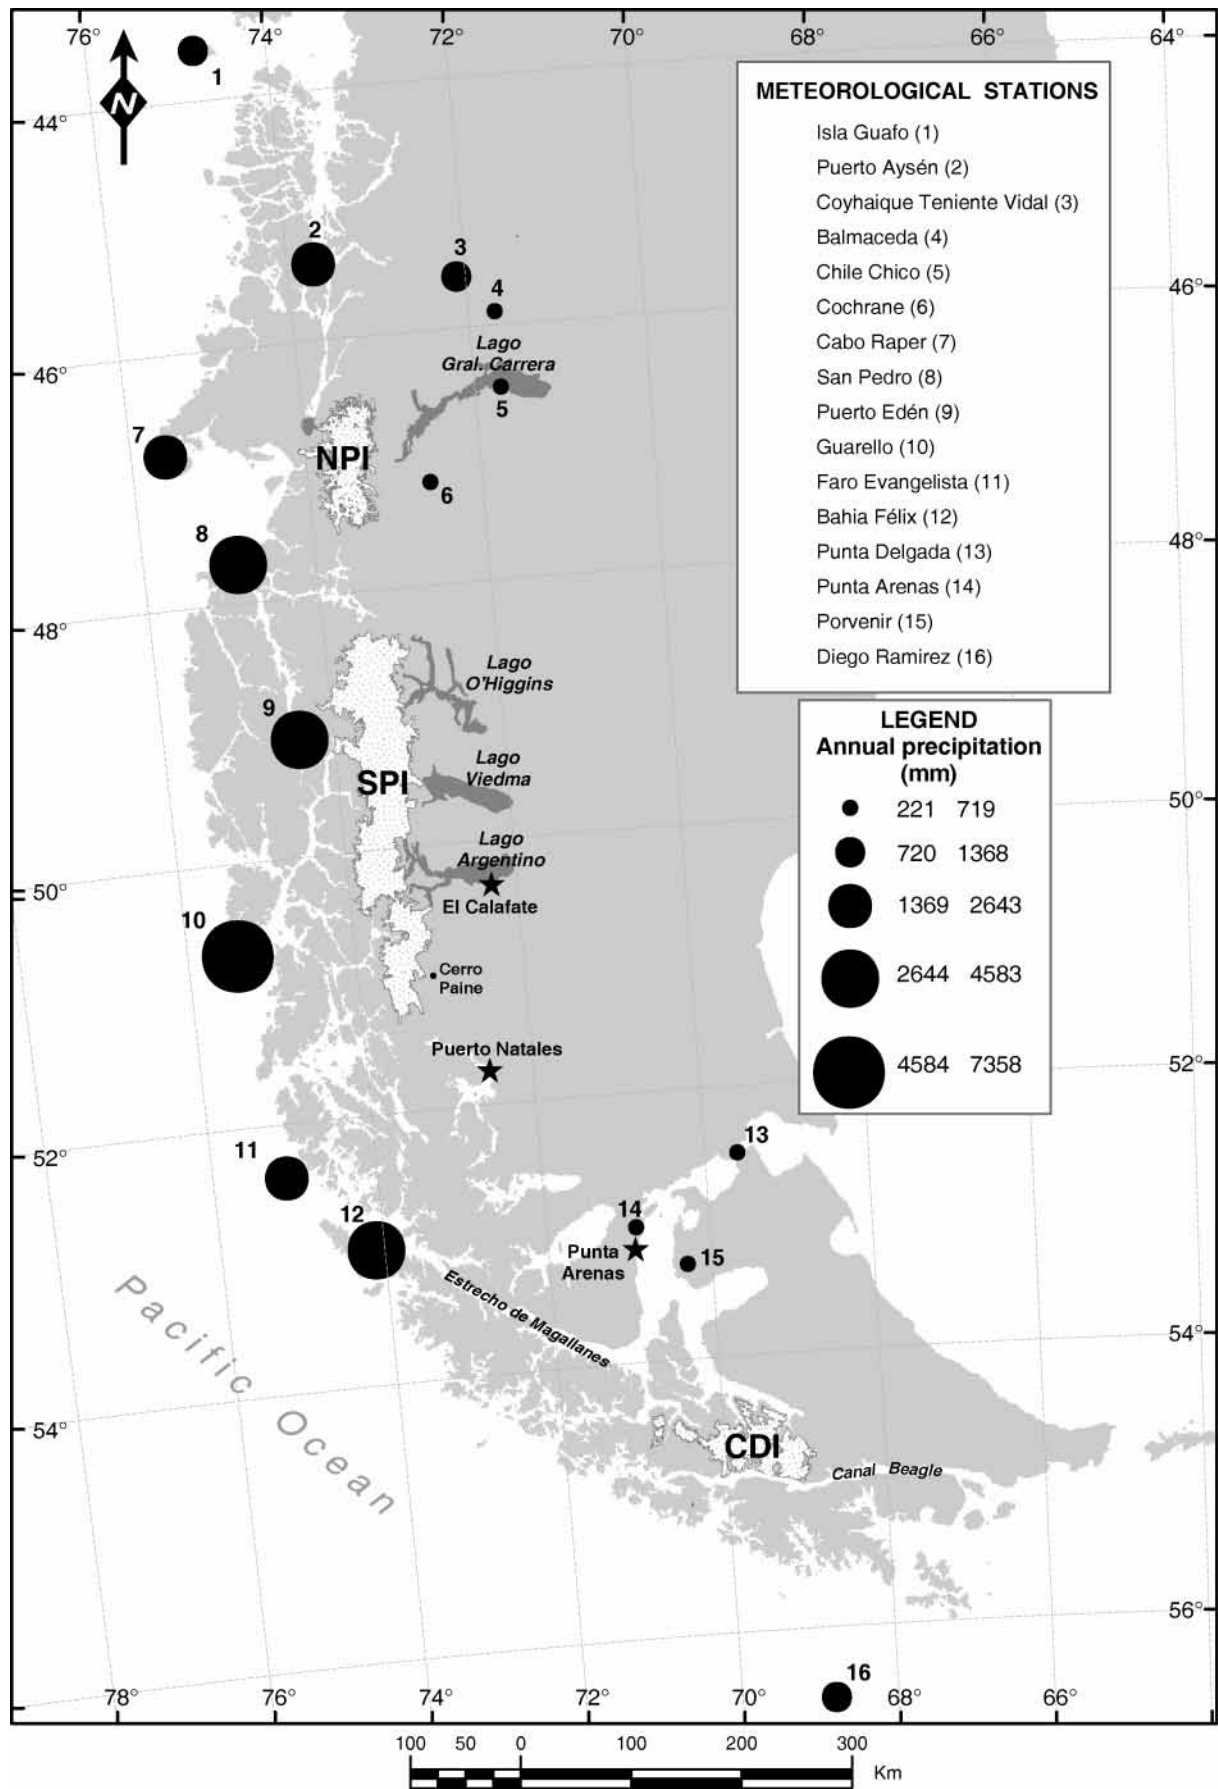 76° 74° 72° 70° 68° 66° 64°
N
1
44°
METEOROLOGICAL STATIONS
Isla Guafo (1)
Puerto Aysén (2)
Coyhaique Teniente Vidal (3)
Balmaceda (4)
Chile Chico (5)
Cochrane (6)
Cabo Raper (7)
San Pedro (8)
Puerto Edén (9)
Guarello (10)
Faro Evangelista (11)
Bahia Félix (12)
Punta Delgada (13)
Punta Arenas (14)
Porvenir (15)
Diego Ramirez (16)
2
3
4
46°
Lago
Gral. Carrera
46°
5
7
NPI
6
8
48°
48°
Lago
O'Higgins
9
LEGEND
Annual precipitation
(mm)
221 719
720 1368
1369 2643
2644 4583
4584 7358
Lago
Viedma
SPI
50°
Lago
Argentino
50°
El Calafate
10
Cerro
Paine
Puerto Natales
52°
13
11
52°
12
14
Punta
Arenas
15
Estrecho de Magallanes
Pacific Ocean
54°
54°
CDI
Canal Beagle
56°
16
78° 76° 74° 72° 70° 68° 66°
100 50 0 100 200 300
Km